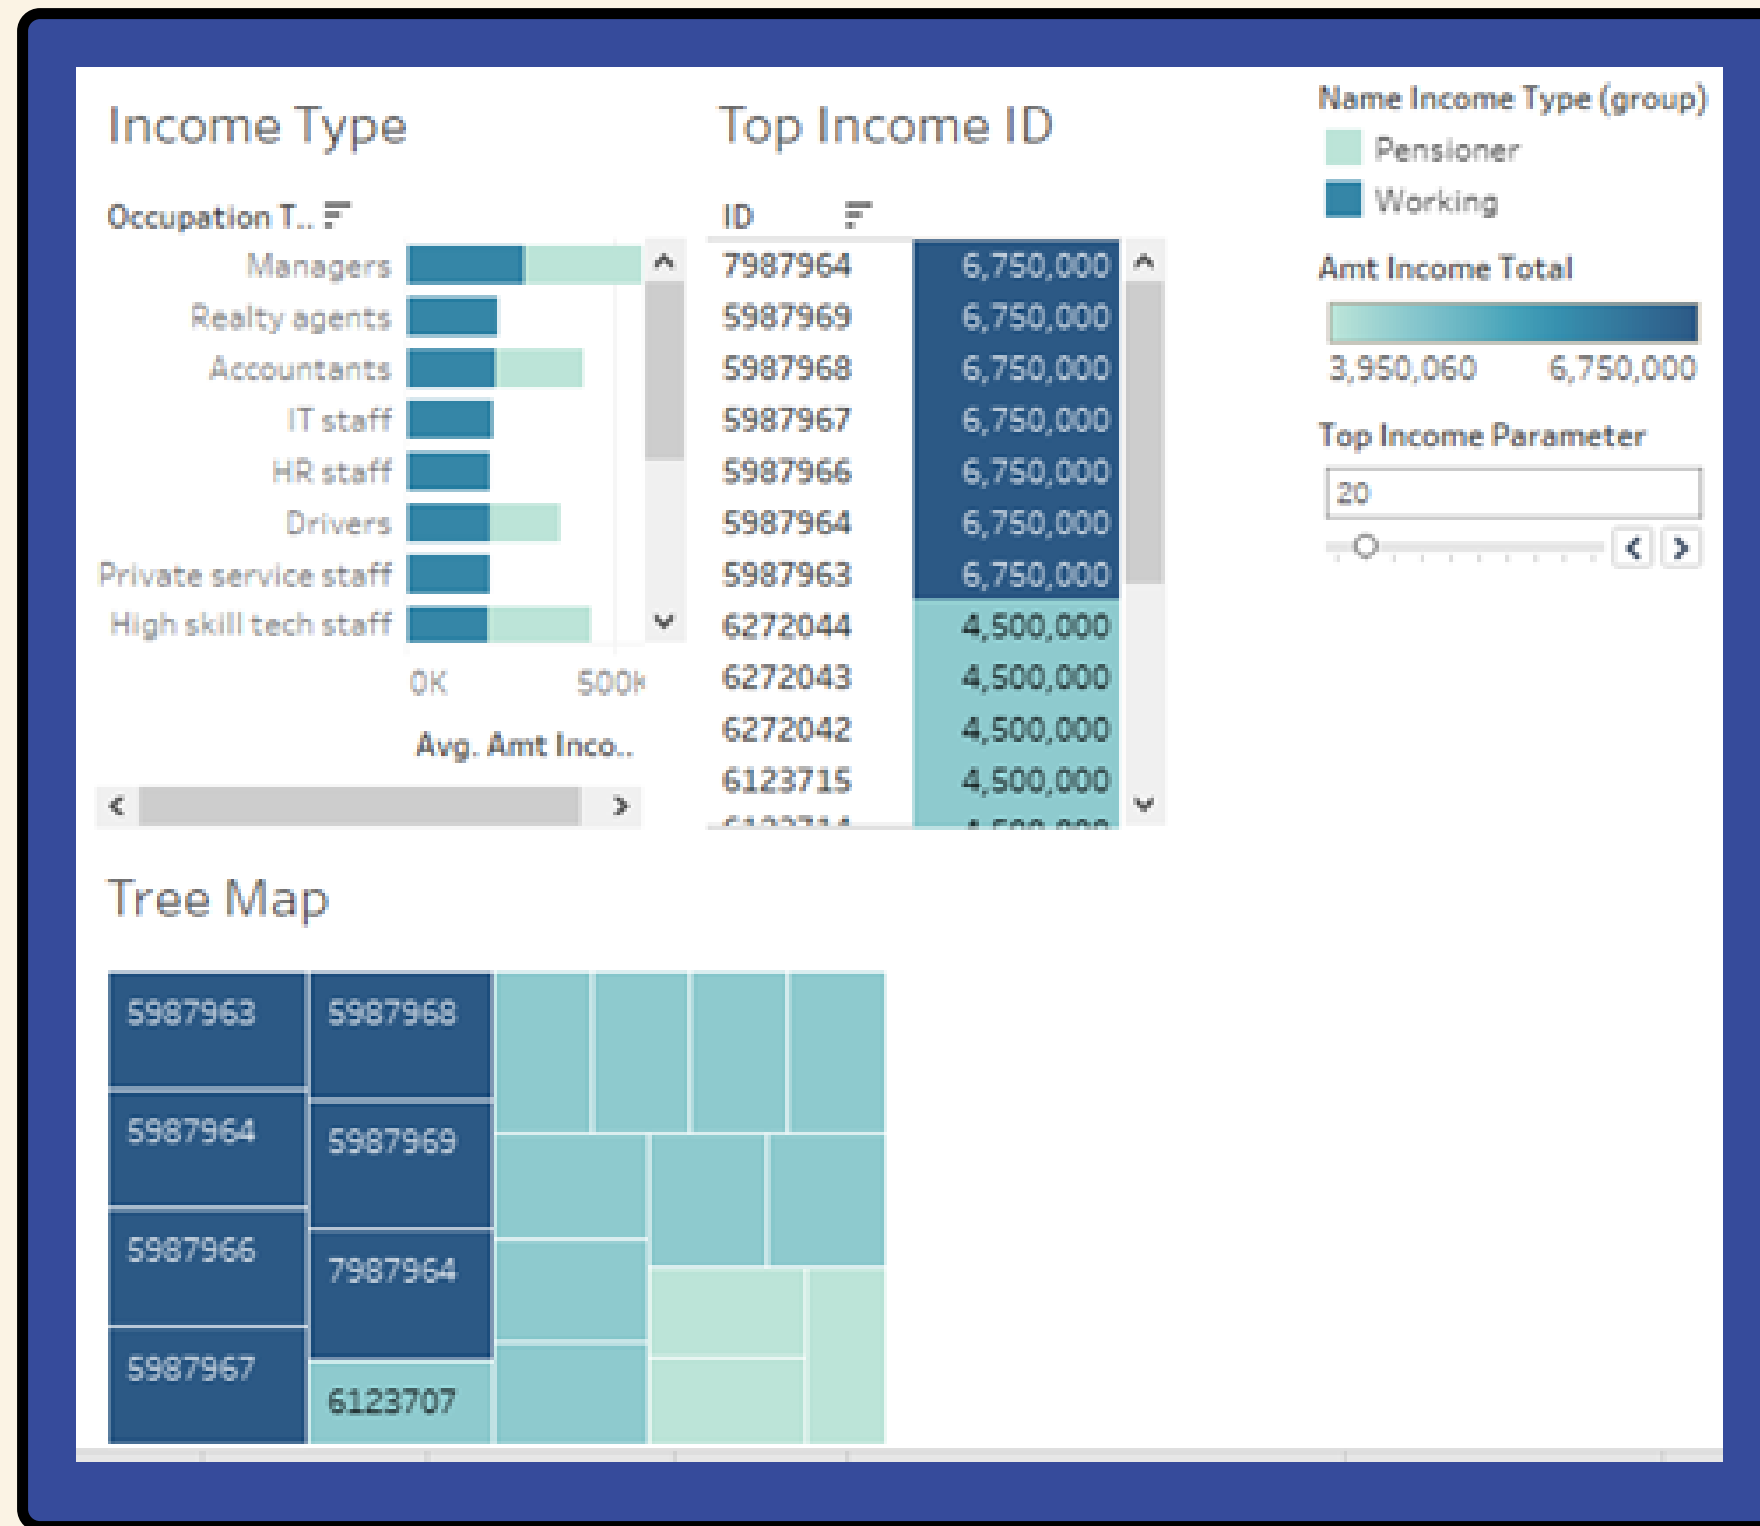 Income Type
Occupation T..
Managers
Realty agents
Accountants
IT staff
HR staff
Drivers
Private service staff
High skill tech staff
0K 500K
Avg. Amt Inco..
Top Income ID
ID
7987964 6,750,000
5987969 6,750,000
5987968 6,750,000
5987967 6,750,000
5987966 6,750,000
5987964 6,750,000
5987963 6,750,000
6272044 4,500,000
6272043 4,500,000
6272042 4,500,000
6123715 4,500,000
6123714 4,500,000
Name Income Type (group)
Pensioner
Working
Amt Income Total
3,950,060 6,750,000
Top Income Parameter
20
Tree Map
5987963
5987964
5987966
5987967
5987968
5987969
7987964
6123707